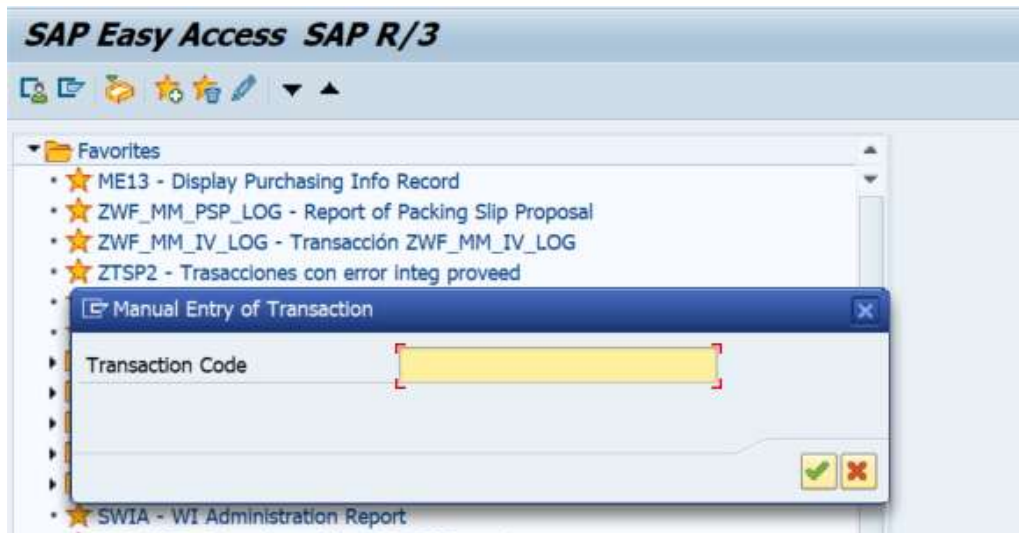 SAP Easy Access SAP R/3
Favorites
ME13 - Display Purchasing Info Record
ZWF_MM_PSP_LOG - Report of Packing Slip Proposal
ZWF_MM_IV_LOG - Transacción ZWF_MM_IV_LOG
ZTSP2 - Trasacciones con error integ proveed
Manual Entry of Transaction
Transaction Code
SWIA - WI Administration Report